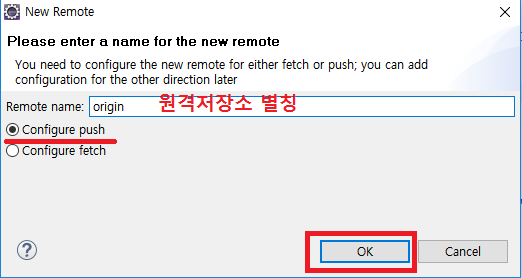 New Remote
Please enter a name for the new remote
You need to configure the new remote for either fetch or push; you can add
configuration for the other direction later
Remote name: origin 원격저장소 별칭
Configure push
Configure fetch
OK Cancel